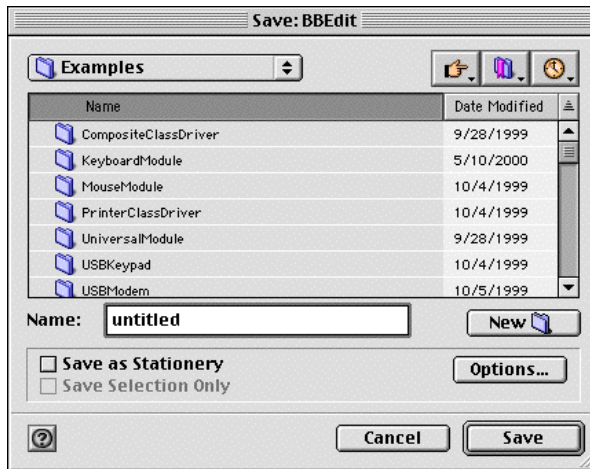 Save: BBEdit
Examples
Name Date Modified
CompositeClassDriver 9/28/1999
KeyboardModule 5/10/2000
MouseModule 10/4/1999
PrinterClassDriver 10/4/1999
UniversalModule 9/28/1999
USBKeypad 10/4/1999
USBModem 10/5/1999
Name: untitled New
Save as Stationery Options...
Save Selection Only
? Cancel Save